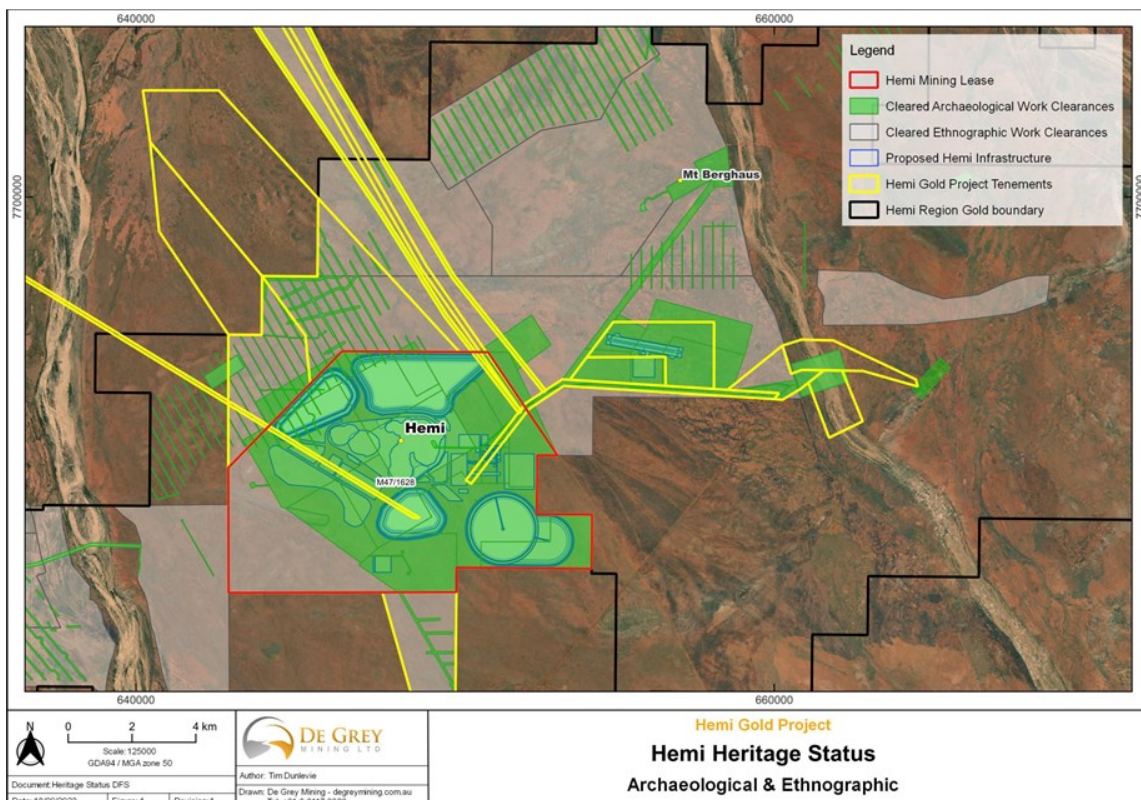 640000
660000
7700000
7700000
Legend
Hemi Mining Lease
Cleared Archaeological Work Clearances
Cleared Ethnographic Work Clearances
Proposed Hemi Infrastructure
Hemi Gold Project Tenements
Hemi Region Gold boundary
Mt Berghaus
Hemi
M47/1628
640000
660000
N
0 2 4 km
Scale:125000
GDA94 / MGA zone 50
Document:Heritage Status DFS
DE GREY
MINING LTD
Author: Tim Dunlevie
Drawn: De Grey Mining - degreymining.com.au
Hemi Gold Project
Hemi Heritage Status
Archaeological & Ethnographic